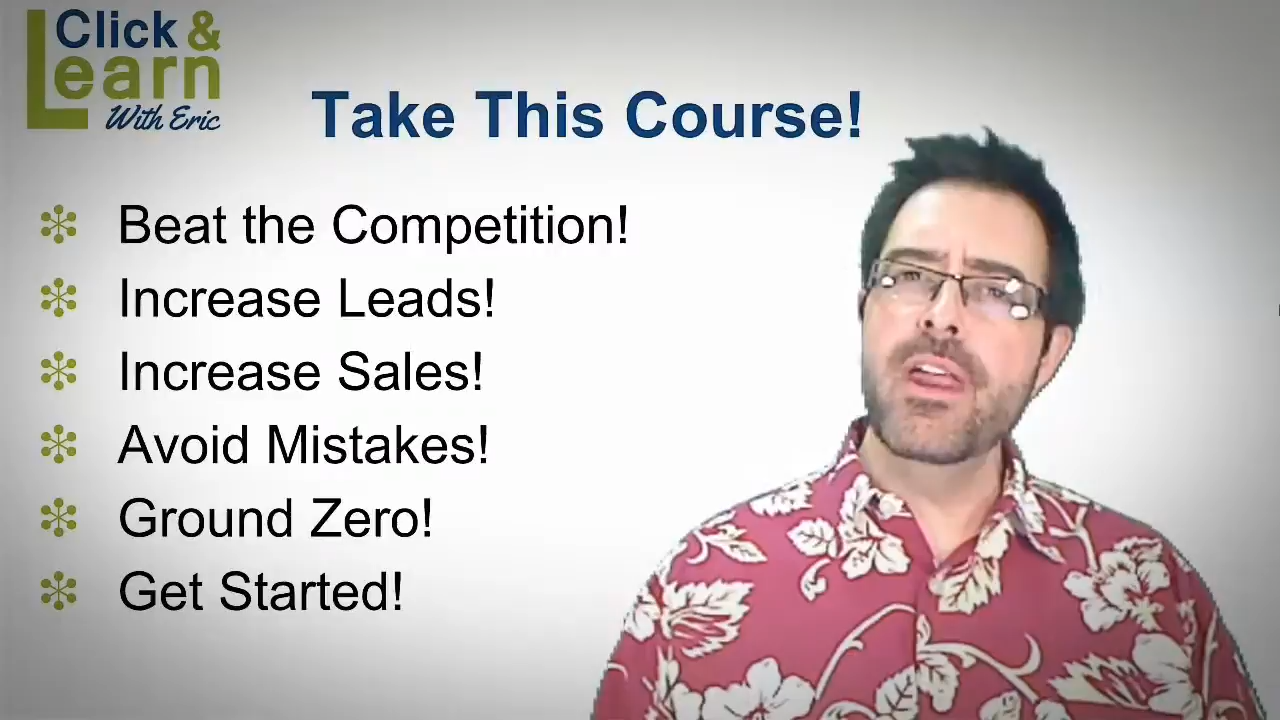 Click &
Learn
With Eric
Take This Course!
Beat the Competition!
Increase Leads!
Increase Sales!
Avoid Mistakes!
Ground Zero!
Get Started!